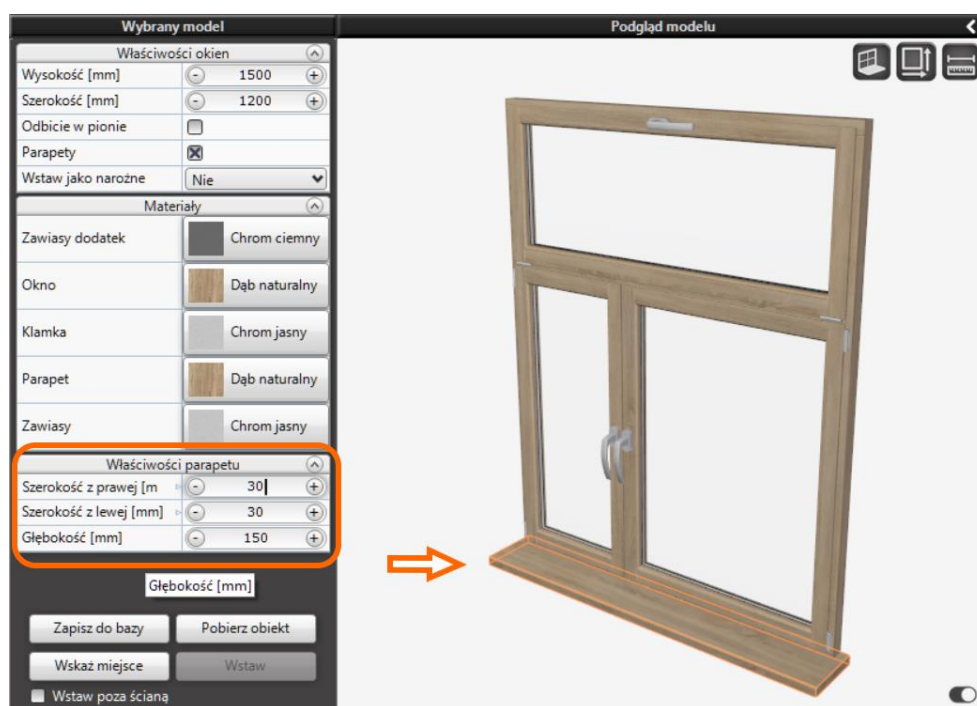 Wybrany model
Podgląd modelu
Właściwości okien
Wysokość [mm] - 1500 +
Szerokość [mm] - 1200 +
Odbicie w pionie
Parapety
Wstaw jako narożne Nie
Materiały
Zawiasy dodatek Chrom ciemny
Okno Dąb naturalny
Klamka Chrom jasny
Parapet Dąb naturalny
Zawiasy Chrom jasny
Właściwości parapetu
Szerokość z prawej [m - 30 +
Szerokość z lewej [mm] - 30 +
Głębokość [mm] - 150 +
Głębokość [mm]
Zapisz do bazy Pobierz obiekt
Wskaż miejsce Wstaw
Wstaw poza ścianą